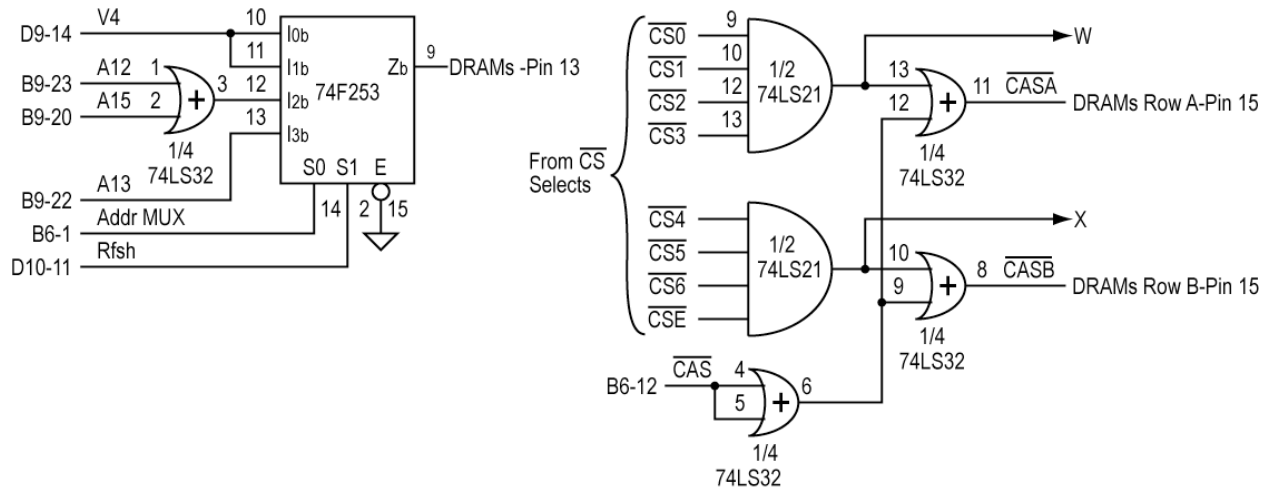 V4
D9-14
10
I0b
11
I1b
Zb
9
DRAMs -Pin 13
B9-23
A12
1
3
12
I2b
74F253
B9-20
A15
2
+
13
I3b
1/4
74LS32
S0 S1 E
B9-22
A13
14
2
15
Addr MUX
B6-1
Rfsh
D10-11
From CS
Selects
CS0
9
CS1
10
CS2
12
CS3
13
1/2
74LS21
W
13
12
+
11
CASA
DRAMs Row A-Pin 15
1/4
74LS32
CS4
CS5
CS6
CSE
1/2
74LS21
X
10
9
+
8
CASB
DRAMs Row B-Pin 15
1/4
74LS32
B6-12
CAS
4
5
+
6
1/4
74LS32